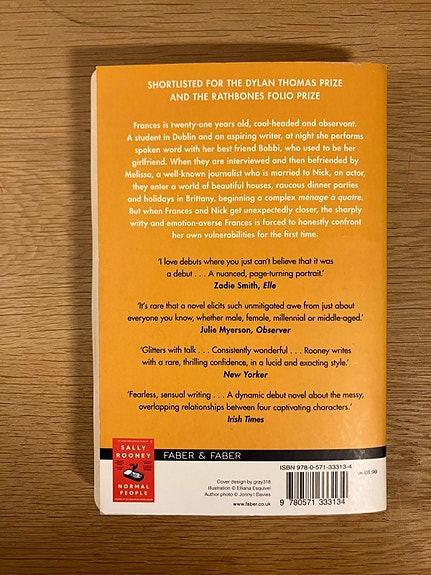 SHORTLISTED FOR THE DYLAN THOMAS PRIZE
AND THE RATHBONES FOLIO PRIZE
Frances is twenty-one years old, cool-headed and observant.
A student in Dublin and an aspiring writer, at night she performs
spoken word with her best friend Bobbi, who used to be her
girlfriend. When they are interviewed and then befriended by
Melissa, a well-known journalist who is married to Nick, an actor,
they enter a world of beautiful houses, raucous dinner parties
and holidays in Brittany, beginning a complex ménage à quatre.
But when Frances and Nick get unexpectedly closer, the sharply
witty and emotion-averse Frances is forced to honestly confront
her own vulnerabilities for the first time.
‘I love debuts where you just can’t believe that it was
a debut . . . A nuanced, page-turning portrait.’
Zadie Smith, Elle
‘It’s rare that a novel elicits such unmitigated awe from just about
everyone you know, whether male, female, millennial or middle-aged.’
Julie Myerson, Observer
‘Glitters with talk . . . Consistently wonderful . . . Rooney writes
with a rare, thrilling confidence, in a lucid and exacting style.’
New Yorker
‘Fearless, sensual writing . . . A dynamic debut novel about the messy,
overlapping relationships between four captivating characters.’
Irish Times
SALLY
ROONEY
NORMAL
PEOPLE
FABER & FABER
Cover design by gray318
Illustration © Elliana Esquivel
Author photo © Jonny l Davies
www.faber.co.uk
ISBN 978-0-571-33313-4
UK £8.99
9 780571 333134